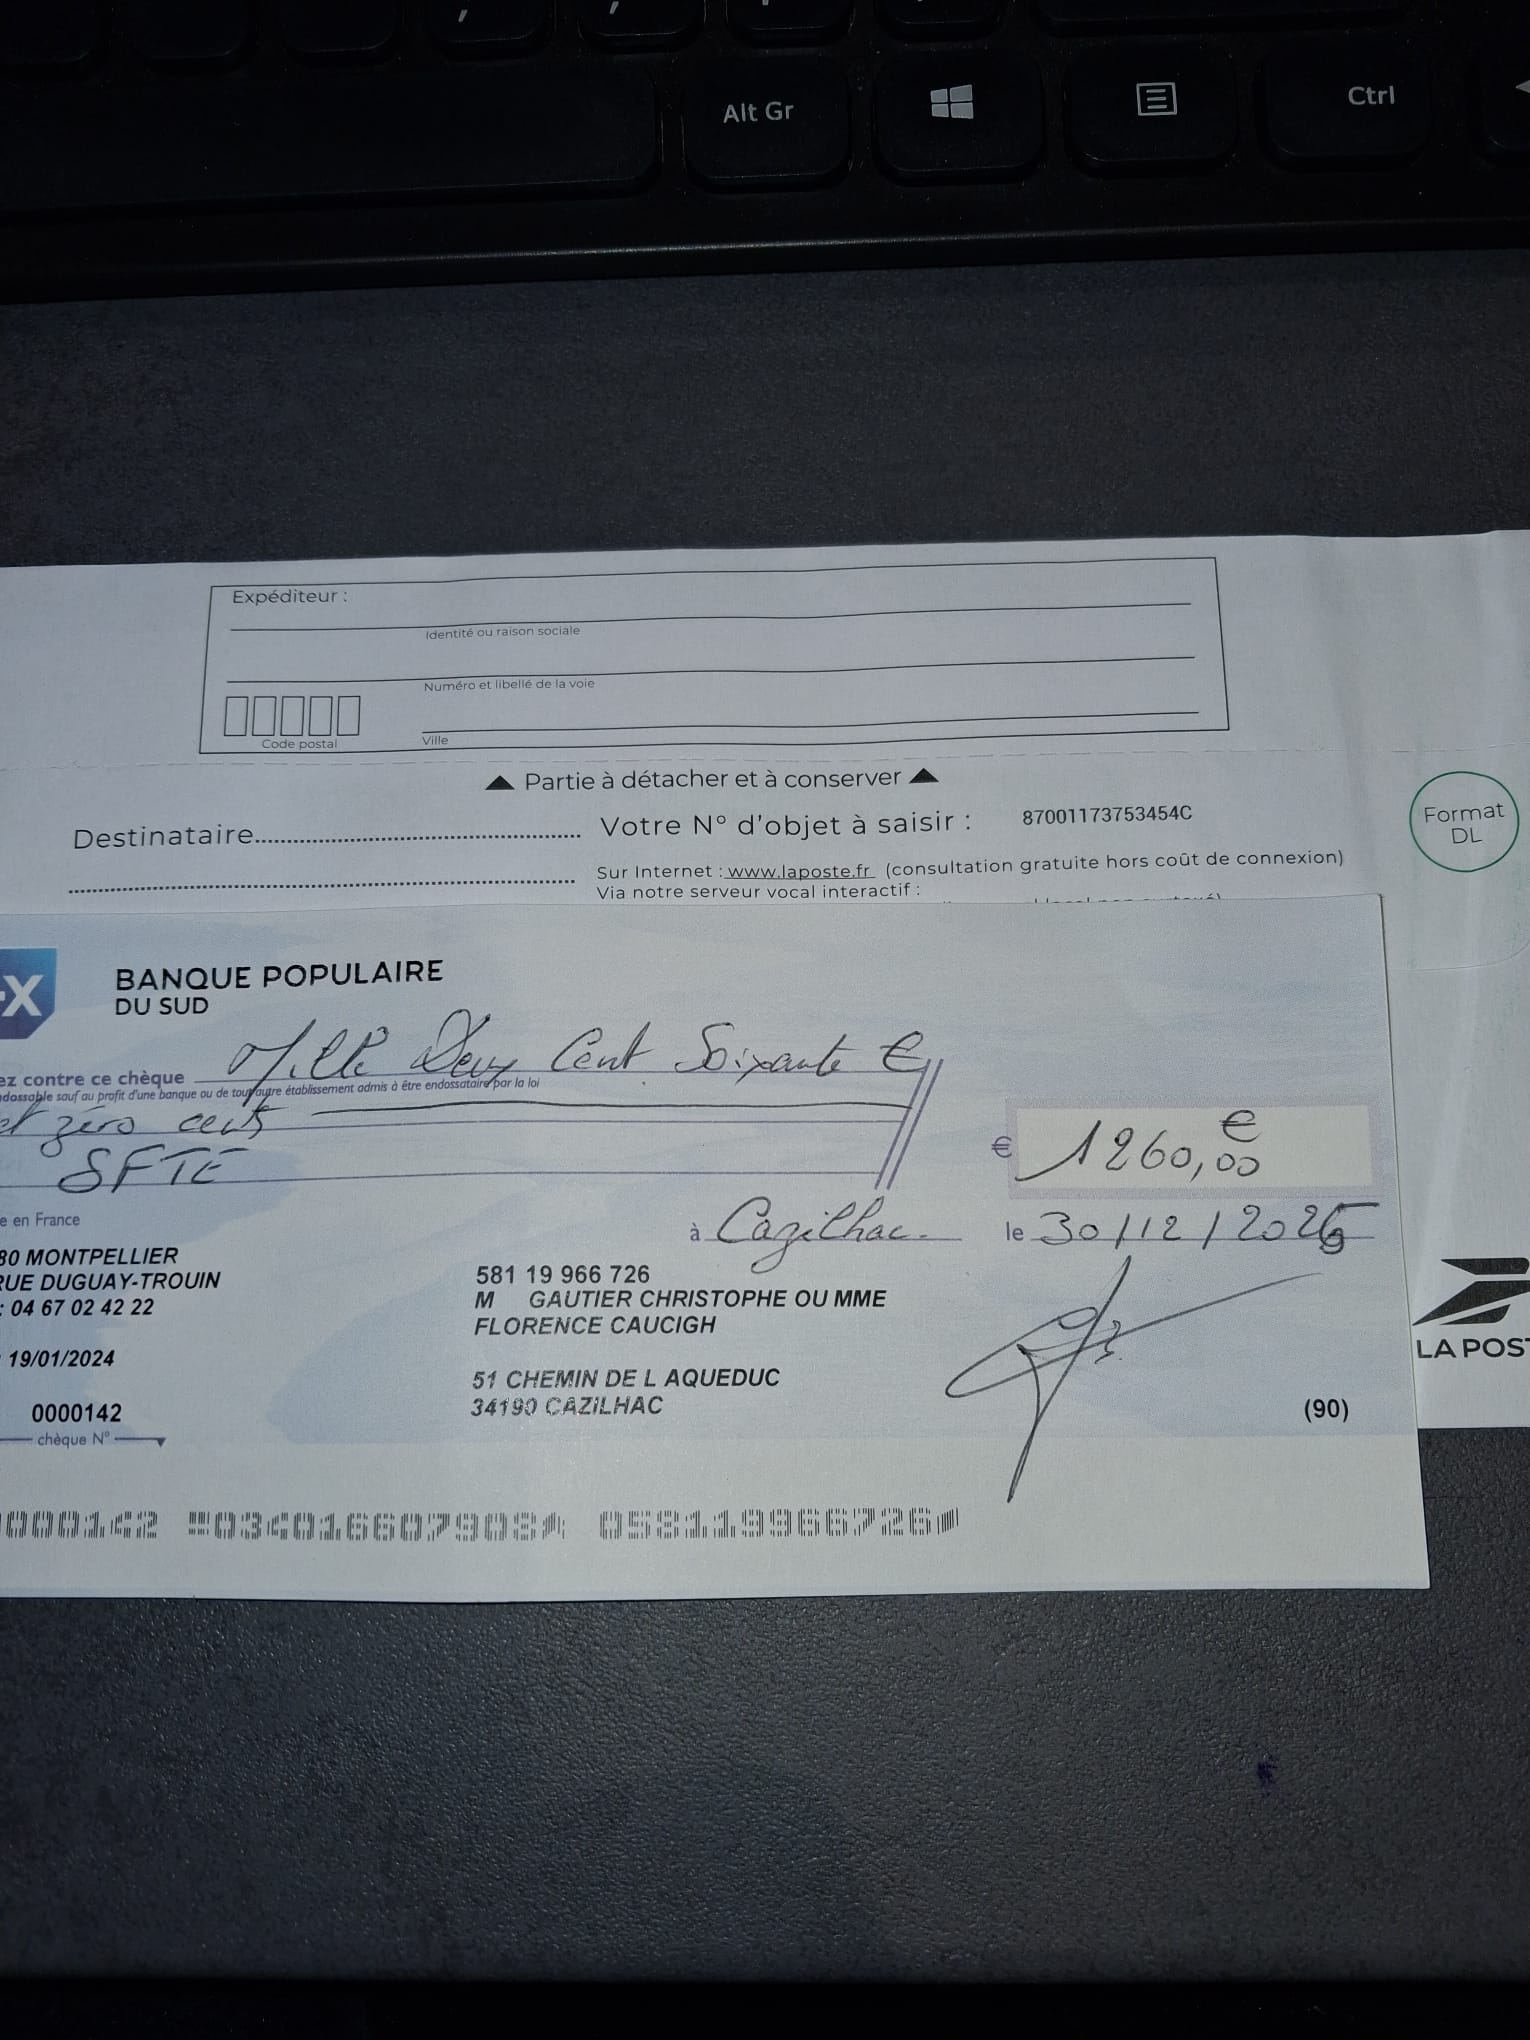 Alt Gr
Ctrl
Expéditeur :
Identité ou raison sociale
Numéro et libellé de la voie
Code postal
Ville
Partie à détacher et à conserver
Destinataire
Votre N° d'objet à saisir :
87001173753454C
Format
DL
Sur Internet : www.laposte.fr (consultation gratuite hors coût de connexion)
Via notre serveur vocal interactif :
X
BANQUE POPULAIRE
DU SUD
ez contre ce chèque
Mille Deux Cent Soixante €
ndossable sauf au profit d'une banque ou de tout autre établissement admis à être endossataire par la loi
et zéro cents
SFTE
€
1260,00 €
e en France
à Cazilhac.
le 30/12/2025
80 MONTPELLIER
RUE DUGUAY-TROUIN
: 04 67 02 42 22
581 19 966 726
M GAUTIER CHRISTOPHE OU MME
FLORENCE CAUCIGH
19/01/2024
51 CHEMIN DE L AQUEDUC
34190 CAZILHAC
0000142
chèque N°
(90)
LA POST
000142 034016607908 058119966726